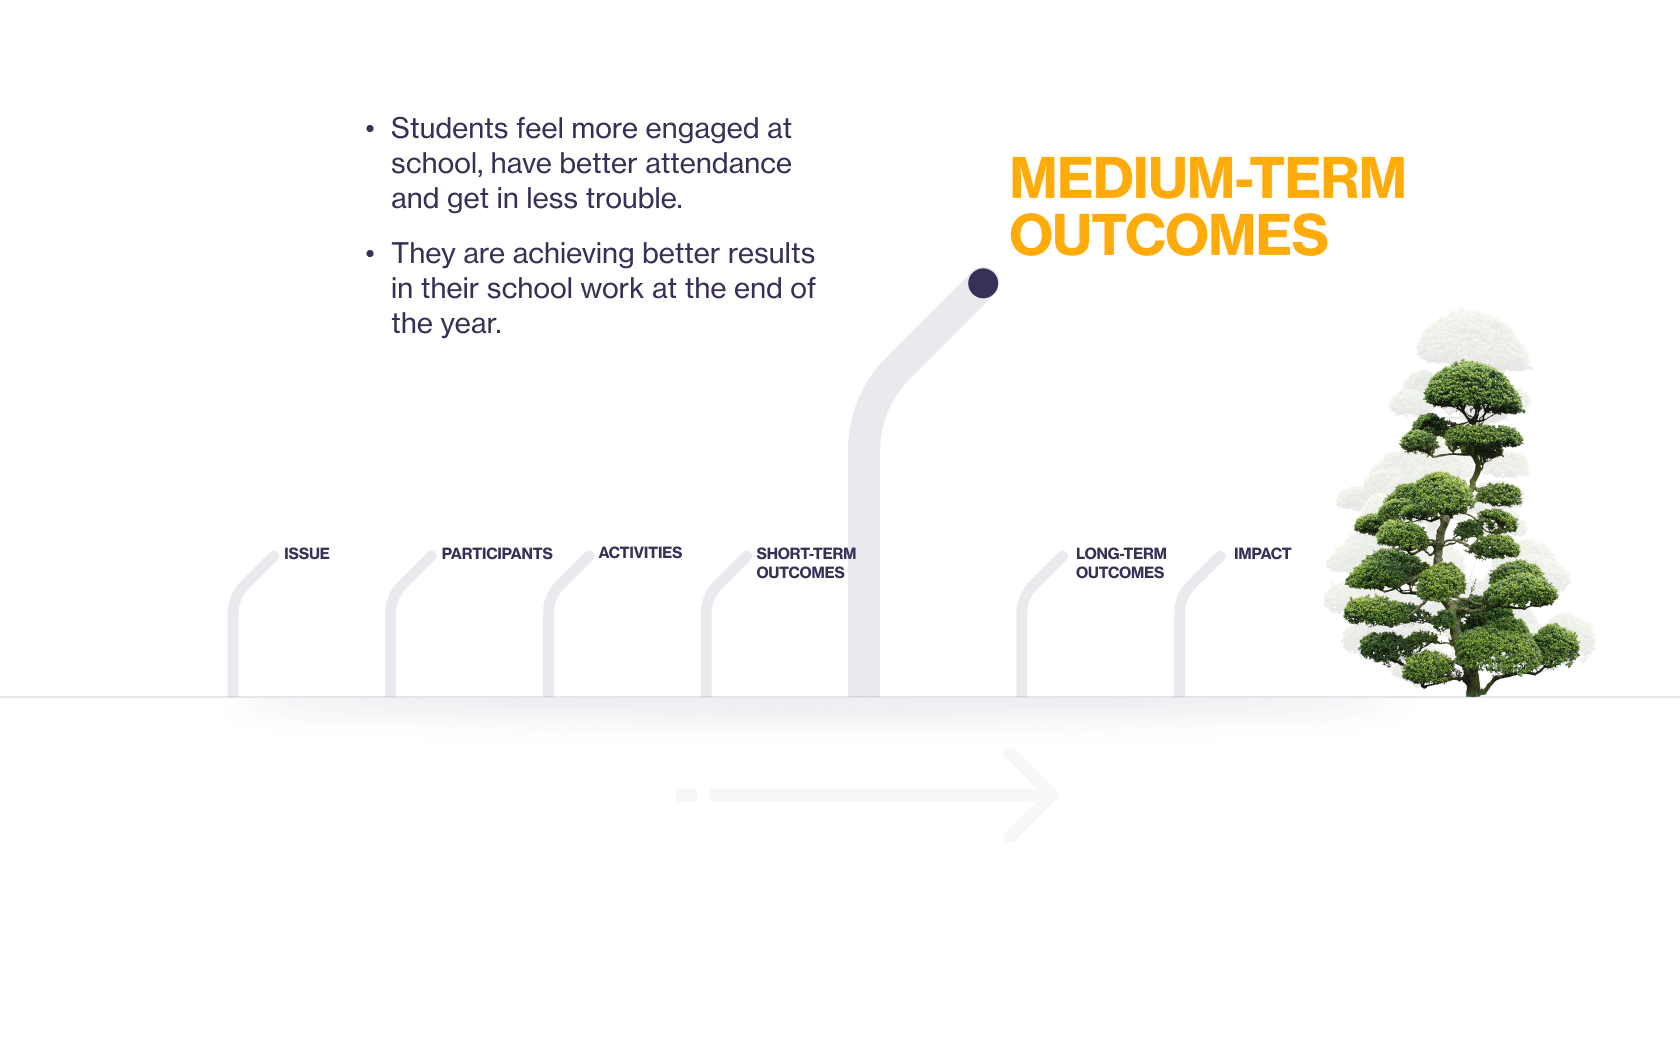 • Students feel more engaged at
school, have better attendance
and get in less trouble.
• They are achieving better results
in their school work at the end of
the year.
MEDIUM-TERM
OUTCOMES
ISSUE
PARTICIPANTS
ACTIVITIES
SHORT-TERM
OUTCOMES
LONG-TERM
OUTCOMES
IMPACT